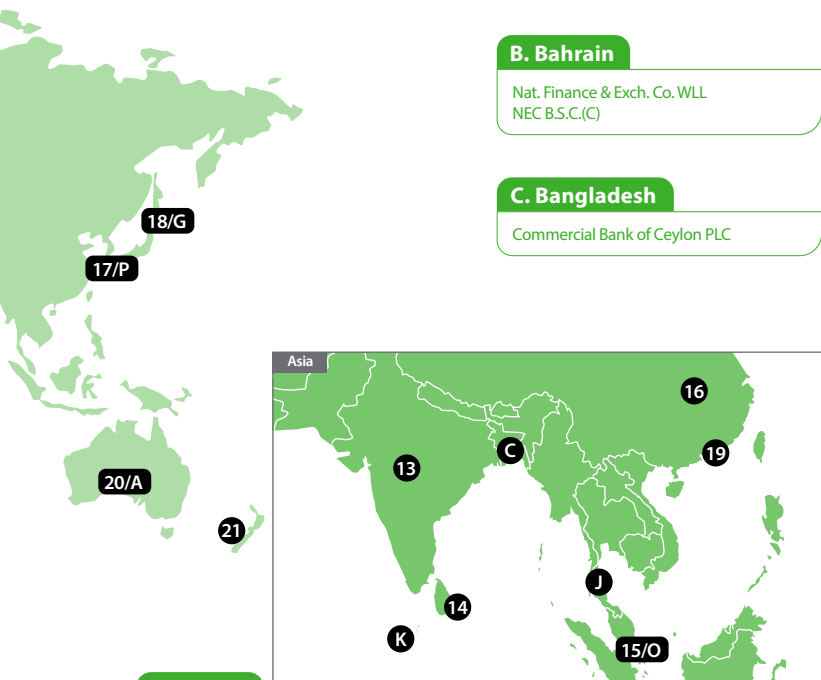 B. Bahrain
Nat. Finance & Exch. Co. WLL
NEC B.S.C.(C)
C. Bangladesh
Commercial Bank of Ceylon PLC
18/G
17/P
20/A
21
Asia
16
19
C
13
J
14
K
15/O